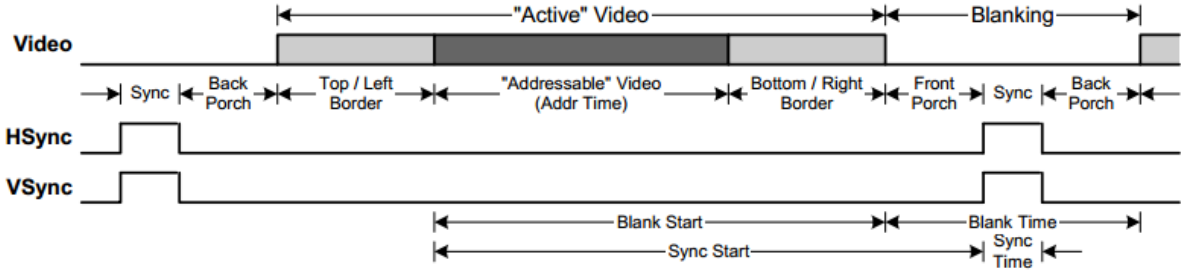 "Active" Video
Blanking
Video
Sync
Back
Porch
Top / Left
Border
"Addressable" Video
(Addr Time)
Bottom / Right
Border
Front
Porch
Sync
Back
Porch
HSync
VSync
Blank Start
Blank Time
Sync Start
Sync
Time